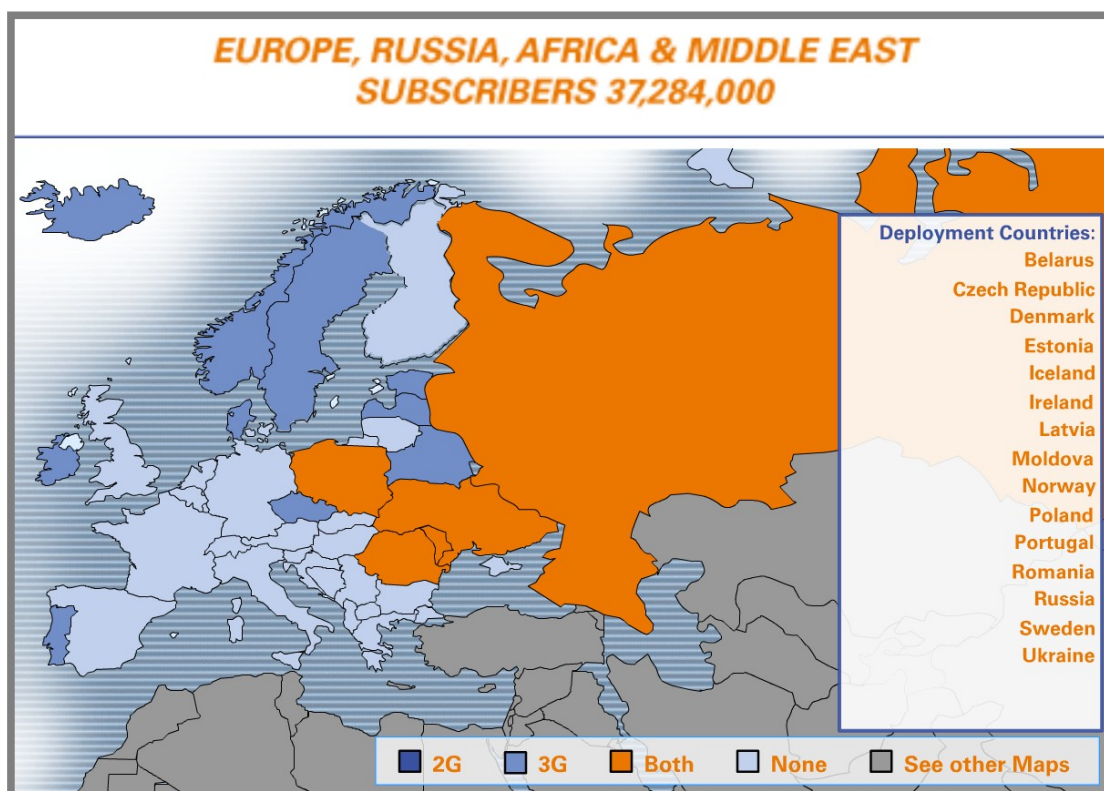 EUROPE, RUSSIA, AFRICA & MIDDLE EAST
SUBSCRIBERS 37,284,000
Deployment Countries:
Belarus
Czech Republic
Denmark
Estonia
Iceland
Ireland
Latvia
Moldova
Norway
Poland
Portugal
Romania
Russia
Sweden
Ukraine
2G 3G Both None See other Maps